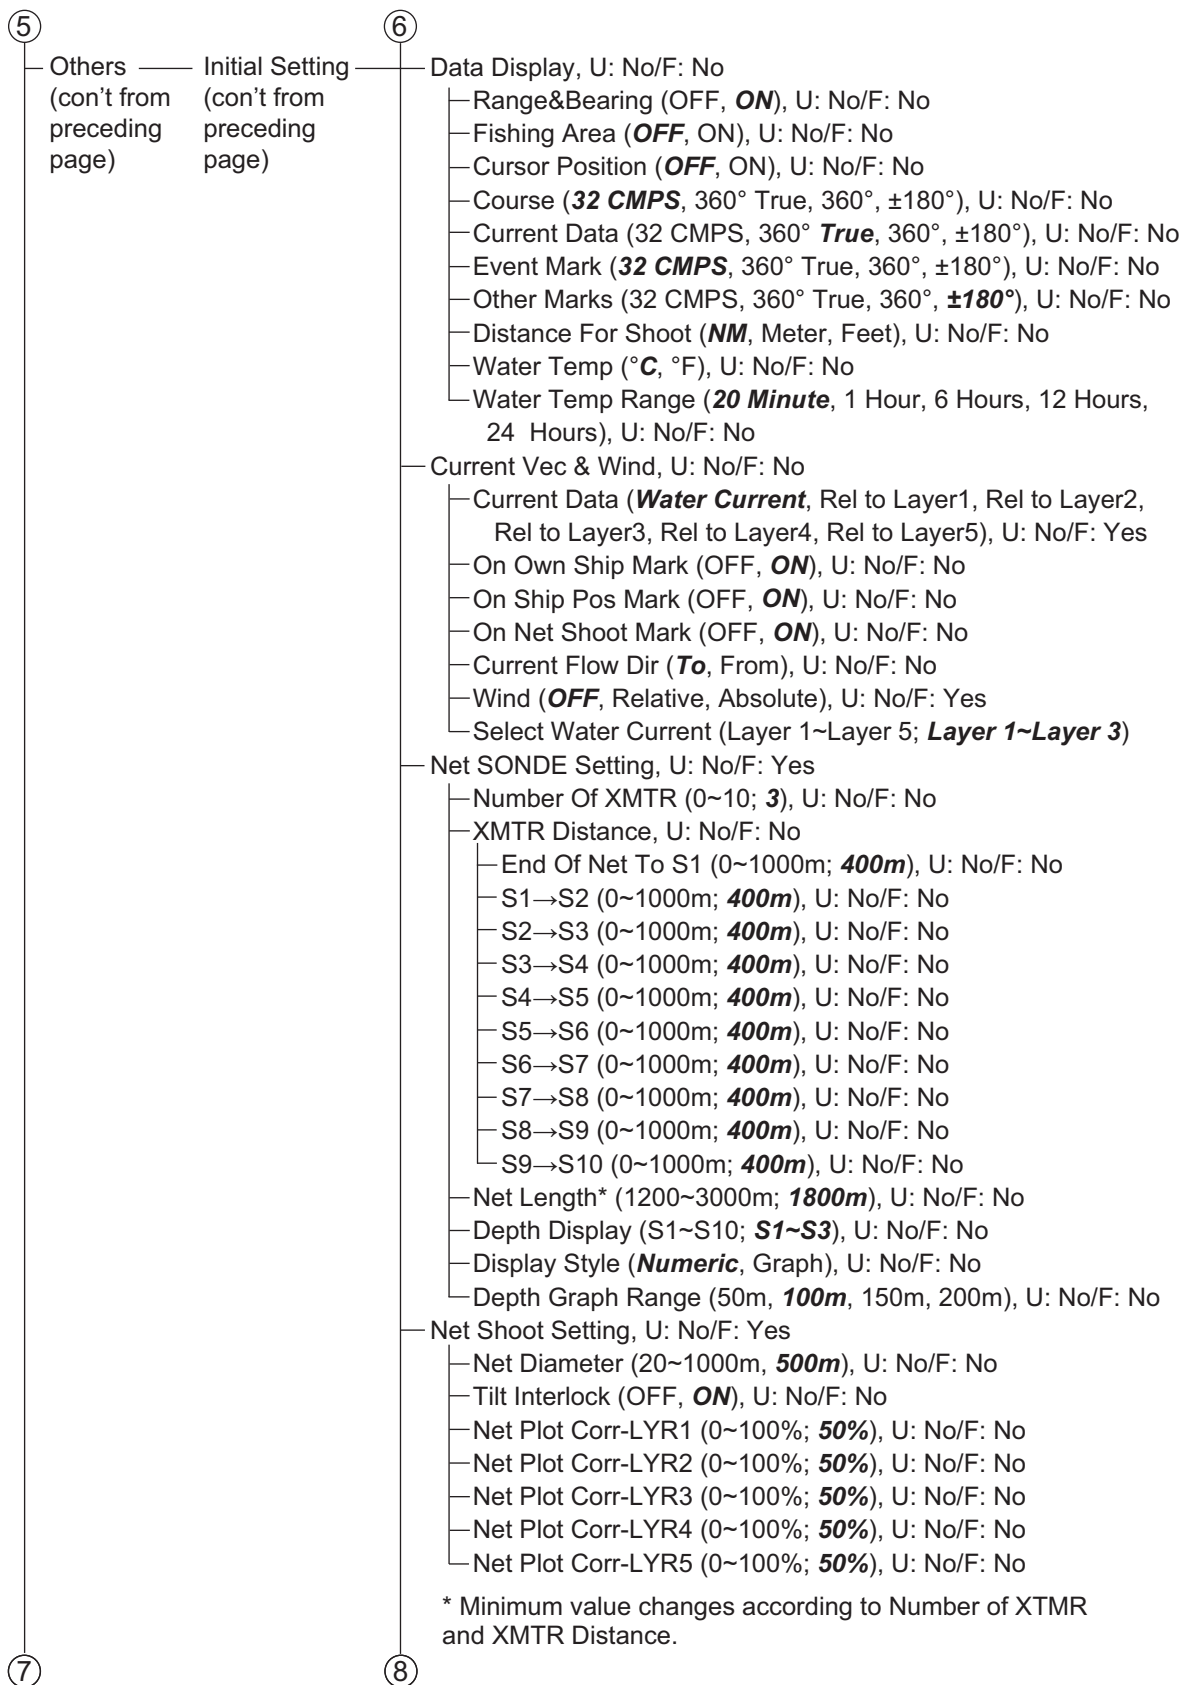 ⑤ ⑥
Others Initial Setting Data Display, U: No/F: No
(con't from (con't from Range&Bearing (OFF, ON), U: No/F: No
preceding preceding Fishing Area (OFF, ON), U: No/F: No
page) page) Cursor Position (OFF, ON), U: No/F: No
Course (32 CMPS, 360° True, 360°, ±180°), U: No/F: No
Current Data (32 CMPS, 360° True, 360°, ±180°), U: No/F: No
Event Mark (32 CMPS, 360° True, 360°, ±180°), U: No/F: No
Other Marks (32 CMPS, 360° True, 360°, ±180°), U: No/F: No
Distance For Shoot (NM, Meter, Feet), U: No/F: No
Water Temp (°C, °F), U: No/F: No
Water Temp Range (20 Minute, 1 Hour, 6 Hours, 12 Hours,
24 Hours), U: No/F: No
Current Vec & Wind, U: No/F: No
Current Data (Water Current, Rel to Layer1, Rel to Layer2,
Rel to Layer3, Rel to Layer4, Rel to Layer5), U: No/F: Yes
On Own Ship Mark (OFF, ON), U: No/F: No
On Ship Pos Mark (OFF, ON), U: No/F: No
On Net Shoot Mark (OFF, ON), U: No/F: No
Current Flow Dir (To, From), U: No/F: No
Wind (OFF, Relative, Absolute), U: No/F: Yes
Select Water Current (Layer 1~Layer 5; Layer 1~Layer 3)
Net SONDE Setting, U: No/F: Yes
Number Of XMTR (0~10; 3), U: No/F: No
XMTR Distance, U: No/F: No
End Of Net To S1 (0~1000m; 400m), U: No/F: No
S1→S2 (0~1000m; 400m), U: No/F: No
S2→S3 (0~1000m; 400m), U: No/F: No
S3→S4 (0~1000m; 400m), U: No/F: No
S4→S5 (0~1000m; 400m), U: No/F: No
S5→S6 (0~1000m; 400m), U: No/F: No
S6→S7 (0~1000m; 400m), U: No/F: No
S7→S8 (0~1000m; 400m), U: No/F: No
S8→S9 (0~1000m; 400m), U: No/F: No
S9→S10 (0~1000m; 400m), U: No/F: No
Net Length* (1200~3000m; 1800m), U: No/F: No
Depth Display (S1~S10; S1~S3), U: No/F: No
Display Style (Numeric, Graph), U: No/F: No
Depth Graph Range (50m, 100m, 150m, 200m), U: No/F: No
Net Shoot Setting, U: No/F: Yes
Net Diameter (20~1000m, 500m), U: No/F: No
Tilt Interlock (OFF, ON), U: No/F: No
Net Plot Corr-LYR1 (0~100%; 50%), U: No/F: No
Net Plot Corr-LYR2 (0~100%; 50%), U: No/F: No
Net Plot Corr-LYR3 (0~100%; 50%), U: No/F: No
Net Plot Corr-LYR4 (0~100%; 50%), U: No/F: No
Net Plot Corr-LYR5 (0~100%; 50%), U: No/F: No
* Minimum value changes according to Number of XTMR
and XMTR Distance.
⑦ ⑧